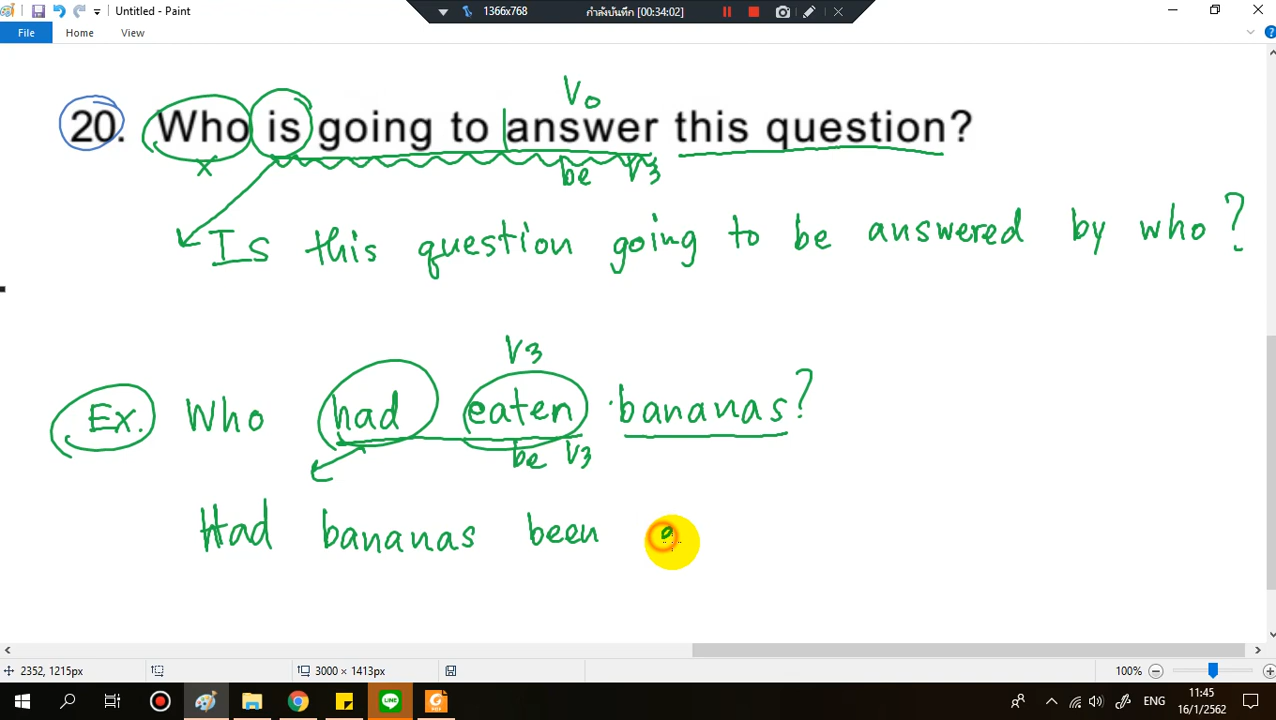 Untitled - Paint
1366x768
กำลังบันทึก [00:34:02]
File Home View
V0
20. Who is going to answer this question?
x be V3
Is this question going to be answered by who?
V3
Ex. Who had eaten bananas?
be V3
Had bananas been
2352, 1215px
3000 × 1413px
100%
LINE
PDF
ENG
11:45
16/1/2562